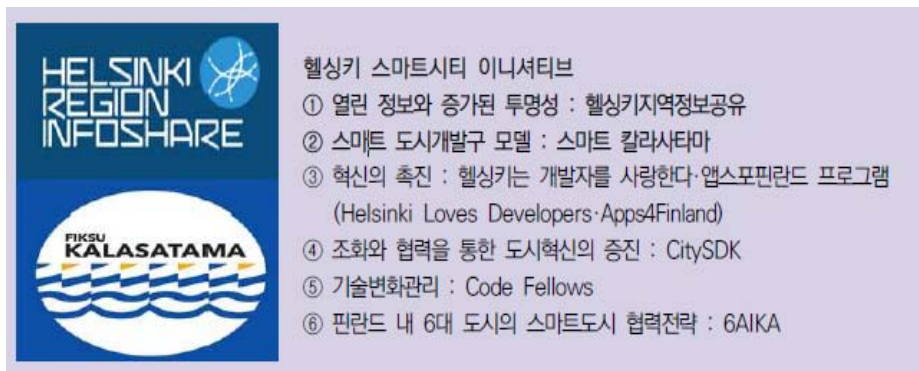 HELSINKI
REGION
INFOSHARE
FIKSU
KALASATAMA
헬싱키 스마트시티 이니셔티브
① 열린 정보와 증가된 투명성 : 헬싱키지역정보공유
② 스마트 도시개발구 모델 : 스마트 칼라사타마
③ 혁신의 촉진 : 헬싱키는 개발자를 사랑한다·앱스포핀란드 프로그램
(Helsinki Loves Developers·Apps4Finland)
④ 조화와 협력을 통한 도시혁신의 증진 : CitySDK
⑤ 기술변화관리 : Code Fellows
⑥ 핀란드 내 6대 도시의 스마트도시 협력전략 : 6AIKA